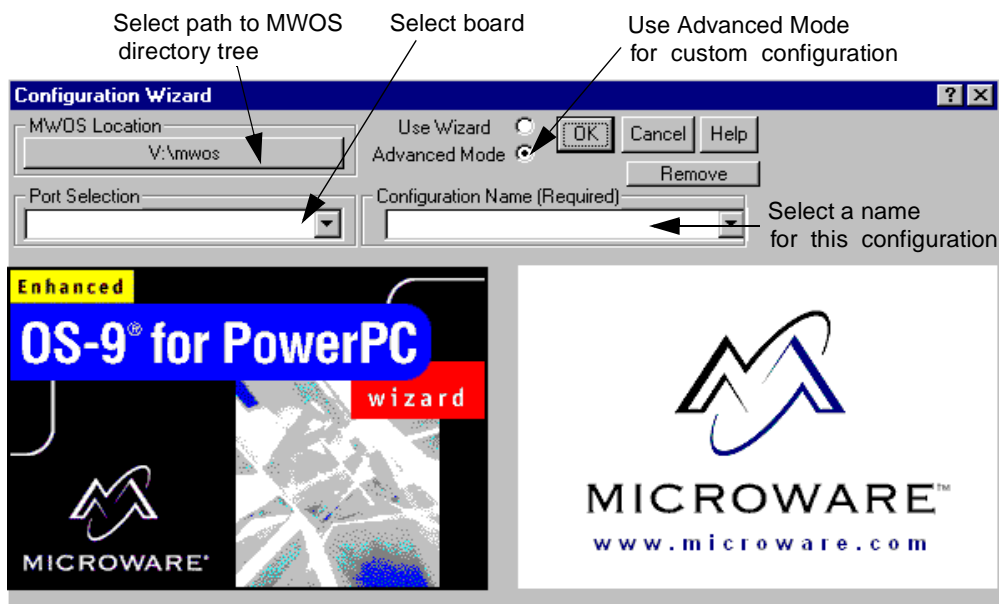 Select path to MWOS
directory tree
Select board
Use Advanced Mode
for custom configuration
Configuration Wizard
MWOS Location
V:\mwos
Use Wizard
Advanced Mode
OK
Cancel
Help
Remove
Port Selection
Configuration Name (Required)
Select a name
for this configuration
Enhanced
OS-9® for PowerPC
wizard
MICROWARE®
MICROWARE™
www.microware.com